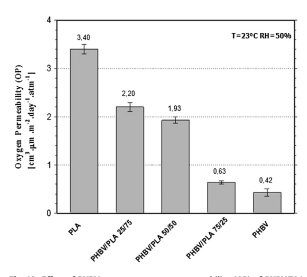 4
3
2
1
0
Oxygen Permeability (OP)
[cm³.µm .m⁻².day⁻¹.atm⁻¹]
T=23°C RH=50%
3,40
2,20
1,93
0,63
0,42
PLA
PHBV/PLA 25/75
PHBV/PLA 50/50
PHBV/PLA 75/25
PHBV